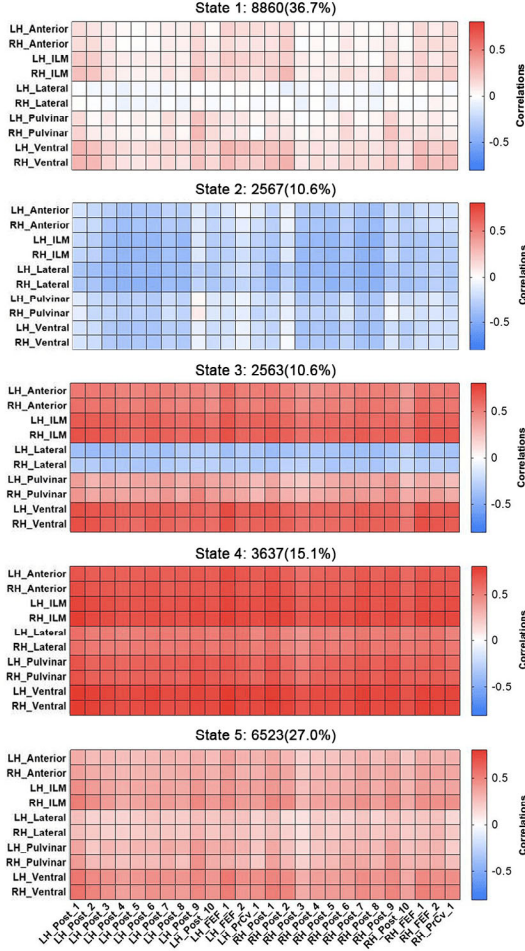 State 1: 8860(36.7%)
LH_Anterior
RH_Anterior
LH_ILM
RH_ILM
LH_Lateral
RH_Lateral
LH_Pulvinar
RH_Pulvinar
LH_Ventral
RH_Ventral
0.5
0
-0.5
Correlations
State 2: 2567(10.6%)
LH_Anterior
RH_Anterior
LH_ILM
RH_ILM
LH_Lateral
RH_Lateral
LH_Pulvinar
RH_Pulvinar
LH_Ventral
RH_Ventral
0.5
0
-0.5
Correlations
State 3: 2563(10.6%)
LH_Anterior
RH_Anterior
LH_ILM
RH_ILM
LH_Lateral
RH_Lateral
LH_Pulvinar
RH_Pulvinar
LH_Ventral
RH_Ventral
0.5
0
-0.5
Correlations
State 4: 3637(15.1%)
LH_Anterior
RH_Anterior
LH_ILM
RH_ILM
LH_Lateral
RH_Lateral
LH_Pulvinar
RH_Pulvinar
LH_Ventral
RH_Ventral
0.5
0
-0.5
Correlations
State 5: 6523(27.0%)
LH_Anterior
RH_Anterior
LH_ILM
RH_ILM
LH_Lateral
RH_Lateral
LH_Pulvinar
RH_Pulvinar
LH_Ventral
RH_Ventral
0.5
0
-0.5
Correlations
LH_Post_1
LH_Post_2
LH_Post_3
LH_Post_4
LH_Post_5
LH_Post_6
LH_Post_7
LH_Post_8
LH_Post_9
LH_Post_10
LH_FEF_1
LH_FEF_2
LH_PrCv_1
RH_Post_1
RH_Post_2
RH_Post_3
RH_Post_4
RH_Post_5
RH_Post_6
RH_Post_7
RH_Post_8
RH_Post_9
RH_Post_10
RH_FEF_1
RH_FEF_2
RH_PrCv_1